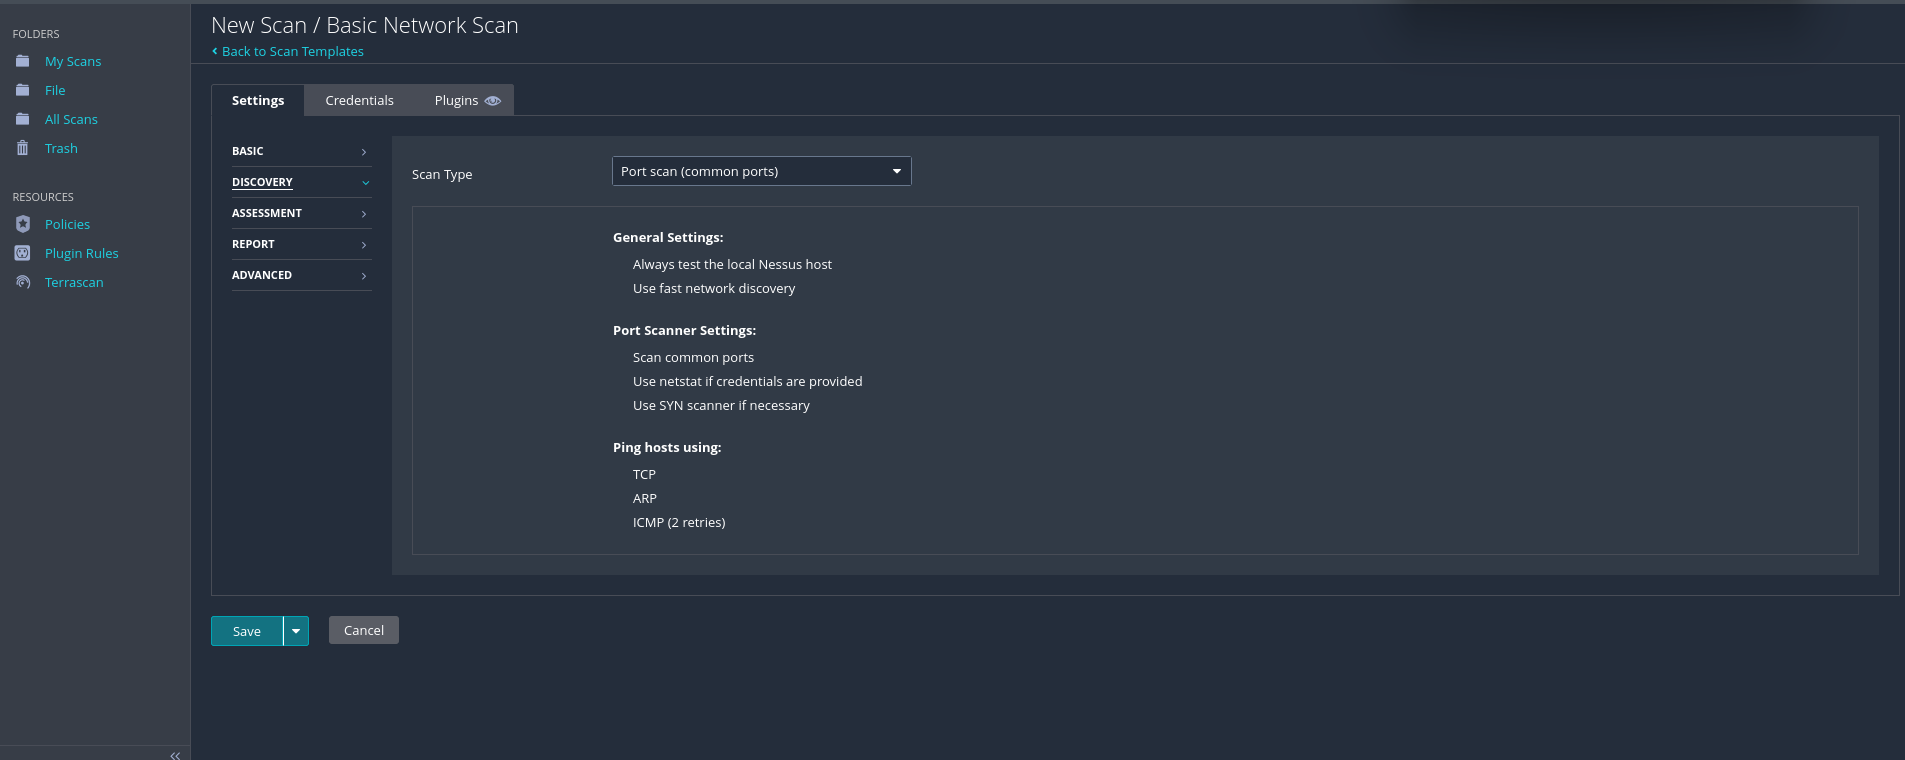 New Scan / Basic Network Scan
Back to Scan Templates
FOLDERS
My Scans
File
All Scans
Trash
RESOURCES
Policies
Plugin Rules
Terrascan
Settings
Credentials
Plugins
BASIC
DISCOVERY
ASSESSMENT
REPORT
ADVANCED
Scan Type
Port scan (common ports)
General Settings:
Always test the local Nessus host
Use fast network discovery
Port Scanner Settings:
Scan common ports
Use netstat if credentials are provided
Use SYN scanner if necessary
Ping hosts using:
TCP
ARP
ICMP (2 retries)
Save
Cancel